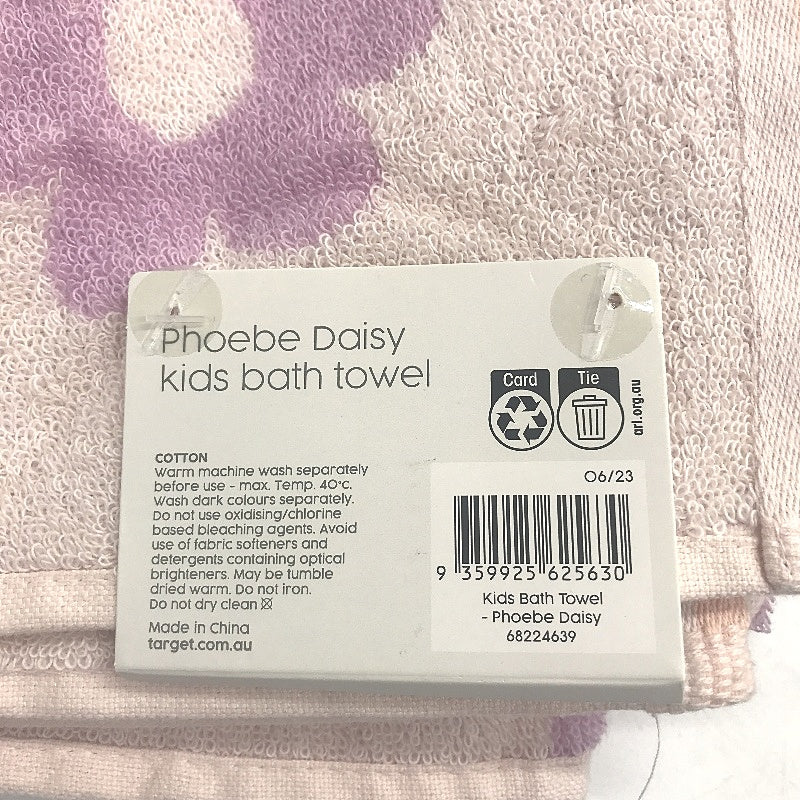 Phoebe Daisy
kids bath towel
Card
Tie
arl.org.au
COTTON
Warm machine wash separately
before use - max. Temp. 40°c.
Wash dark colours separately.
Do not use oxidising/chlorine
based bleaching agents. Avoid
use of fabric softeners and
detergents containing optical
brighteners. May be tumble
dried warm. Do not iron.
Do not dry clean
Made in China
target.com.au
06/23
9 359925 625630
Kids Bath Towel
- Phoebe Daisy
68224639